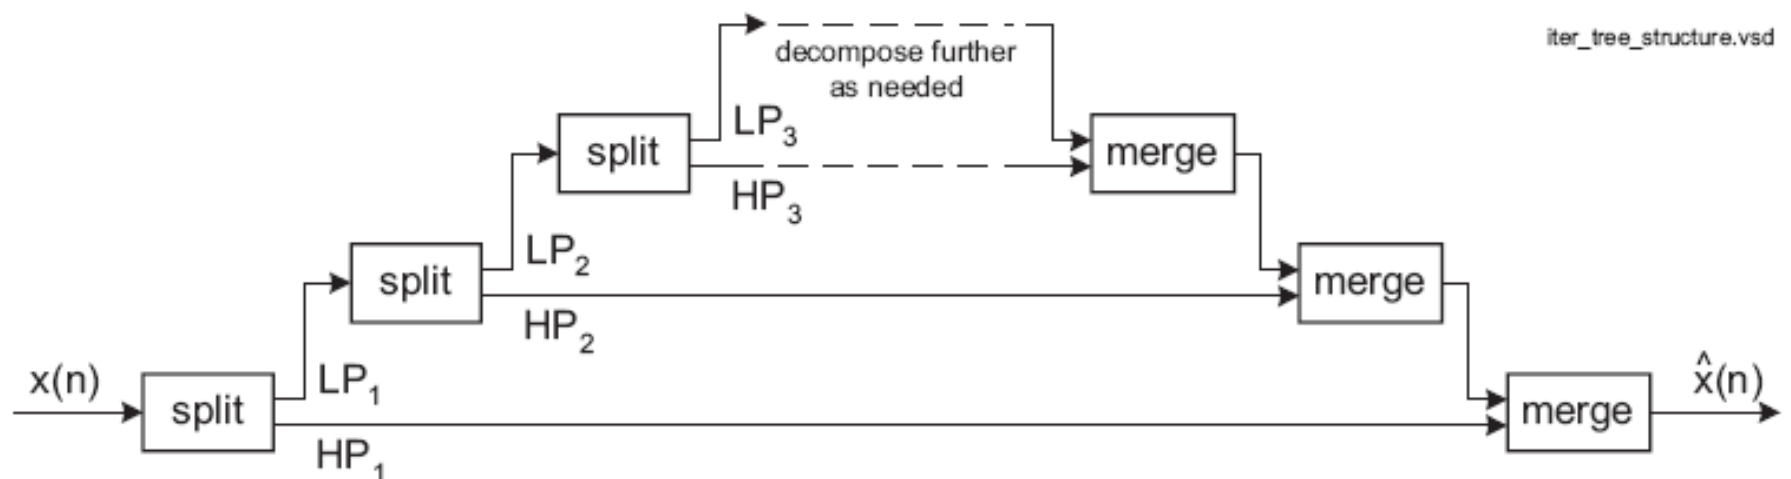 iter_tree_structure.vsd
decompose further
as needed
LP₃
split
merge
HP₃
LP₂
split
merge
HP₂
x(n)
LP₁
x̂(n)
split
merge
HP₁